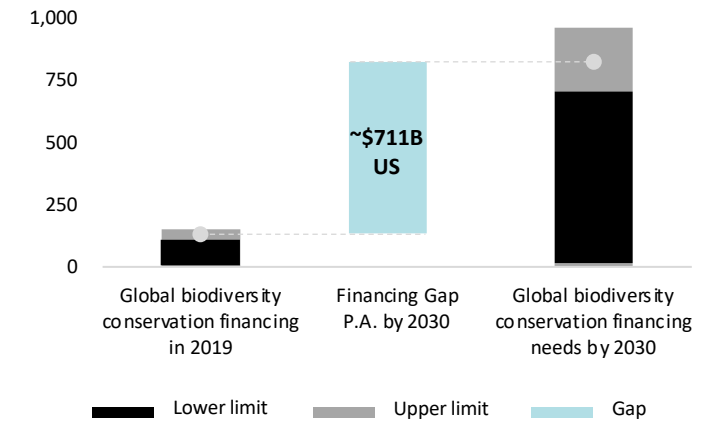 1,000
750
500
250
0
~$711B
US
Global biodiversity
conservation financing
in 2019
Financing Gap
P.A. by 2030
Global biodiversity
conservation financing
needs by 2030
Lower limit
Upper limit
Gap